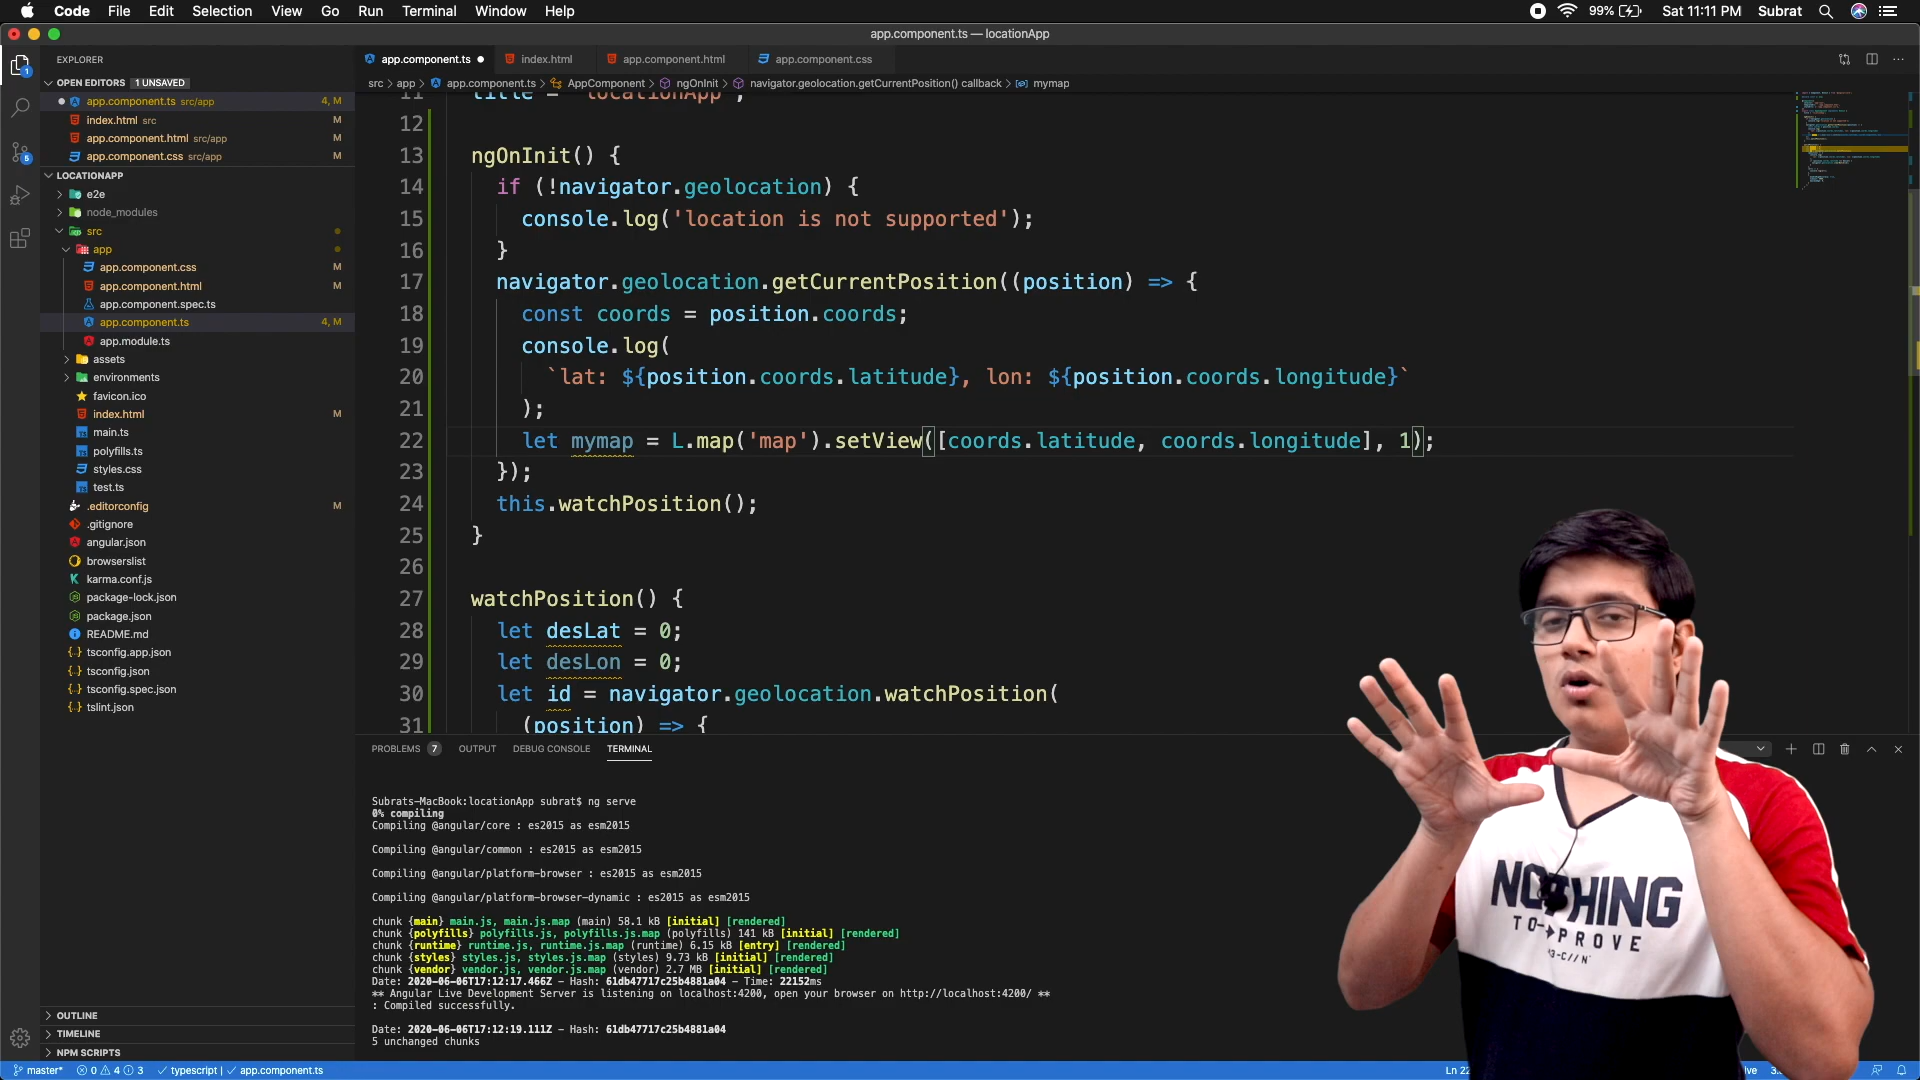 Code File Edit Selection View Go Run Terminal Window Help
99% Sat 11:11 PM Subrat
app.component.ts — locationApp
EXPLORER
OPEN EDITORS 1 UNSAVED
app.component.ts src/app 4, M
index.html src M
app.component.html src/app M
app.component.css src/app M
LOCATIONAPP
e2e
node_modules
src
app
app.component.css M
app.component.html M
app.component.spec.ts
app.component.ts 4, M
app.module.ts
assets
environments
favicon.ico
index.html M
main.ts
polyfills.ts
styles.css
test.ts
.editorconfig M
.gitignore
angular.json
browserslist
karma.conf.js
package-lock.json
package.json
README.md
tsconfig.app.json
tsconfig.json
tsconfig.spec.json
tslint.json
OUTLINE
TIMELINE
NPM SCRIPTS
app.component.ts index.html app.component.html app.component.css
src > app > app.component.ts > AppComponent > ngOnInit > navigator.geolocation.getCurrentPosition() callback > mymap
11 title = 'locationApp';
12
13 ngOnInit() {
14 if (!navigator.geolocation) {
15 console.log('location is not supported');
16 }
17 navigator.geolocation.getCurrentPosition((position) => {
18 const coords = position.coords;
19 console.log(
20 `lat: ${position.coords.latitude}, lon: ${position.coords.longitude}`
21 );
22 let mymap = L.map('map').setView([coords.latitude, coords.longitude], 1);
23 });
24 this.watchPosition();
25 }
26
27 watchPosition() {
28 let desLat = 0;
29 let desLon = 0;
30 let id = navigator.geolocation.watchPosition(
31 (position) => {
PROBLEMS 7 OUTPUT DEBUG CONSOLE TERMINAL
Subrats-MacBook:locationApp subrat$ ng serve
0% compiling
Compiling @angular/core : es2015 as esm2015
Compiling @angular/common : es2015 as esm2015
Compiling @angular/platform-browser : es2015 as esm2015
Compiling @angular/platform-browser-dynamic : es2015 as esm2015
chunk {main} main.js, main.js.map (main) 58.1 kB [initial] [rendered]
chunk {polyfills} polyfills.js, polyfills.js.map (polyfills) 141 kB [initial] [rendered]
chunk {runtime} runtime.js, runtime.js.map (runtime) 6.15 kB [entry] [rendered]
chunk {styles} styles.js, styles.js.map (styles) 9.73 kB [initial] [rendered]
chunk {vendor} vendor.js, vendor.js.map (vendor) 2.7 MB [initial] [rendered]
Date: 2020-06-06T17:12:17.466Z - Hash: 61db47717c25b4881a04 - Time: 22152ms
** Angular Live Development Server is listening on localhost:4200, open your browser on http://localhost:4200/ **
: Compiled successfully.
Date: 2020-06-06T17:12:19.111Z - Hash: 61db47717c25b4881a04
5 unchanged chunks
NOTHING
TO PROVE
master* 0 4 3 typescript | app.component.ts
Ln 22